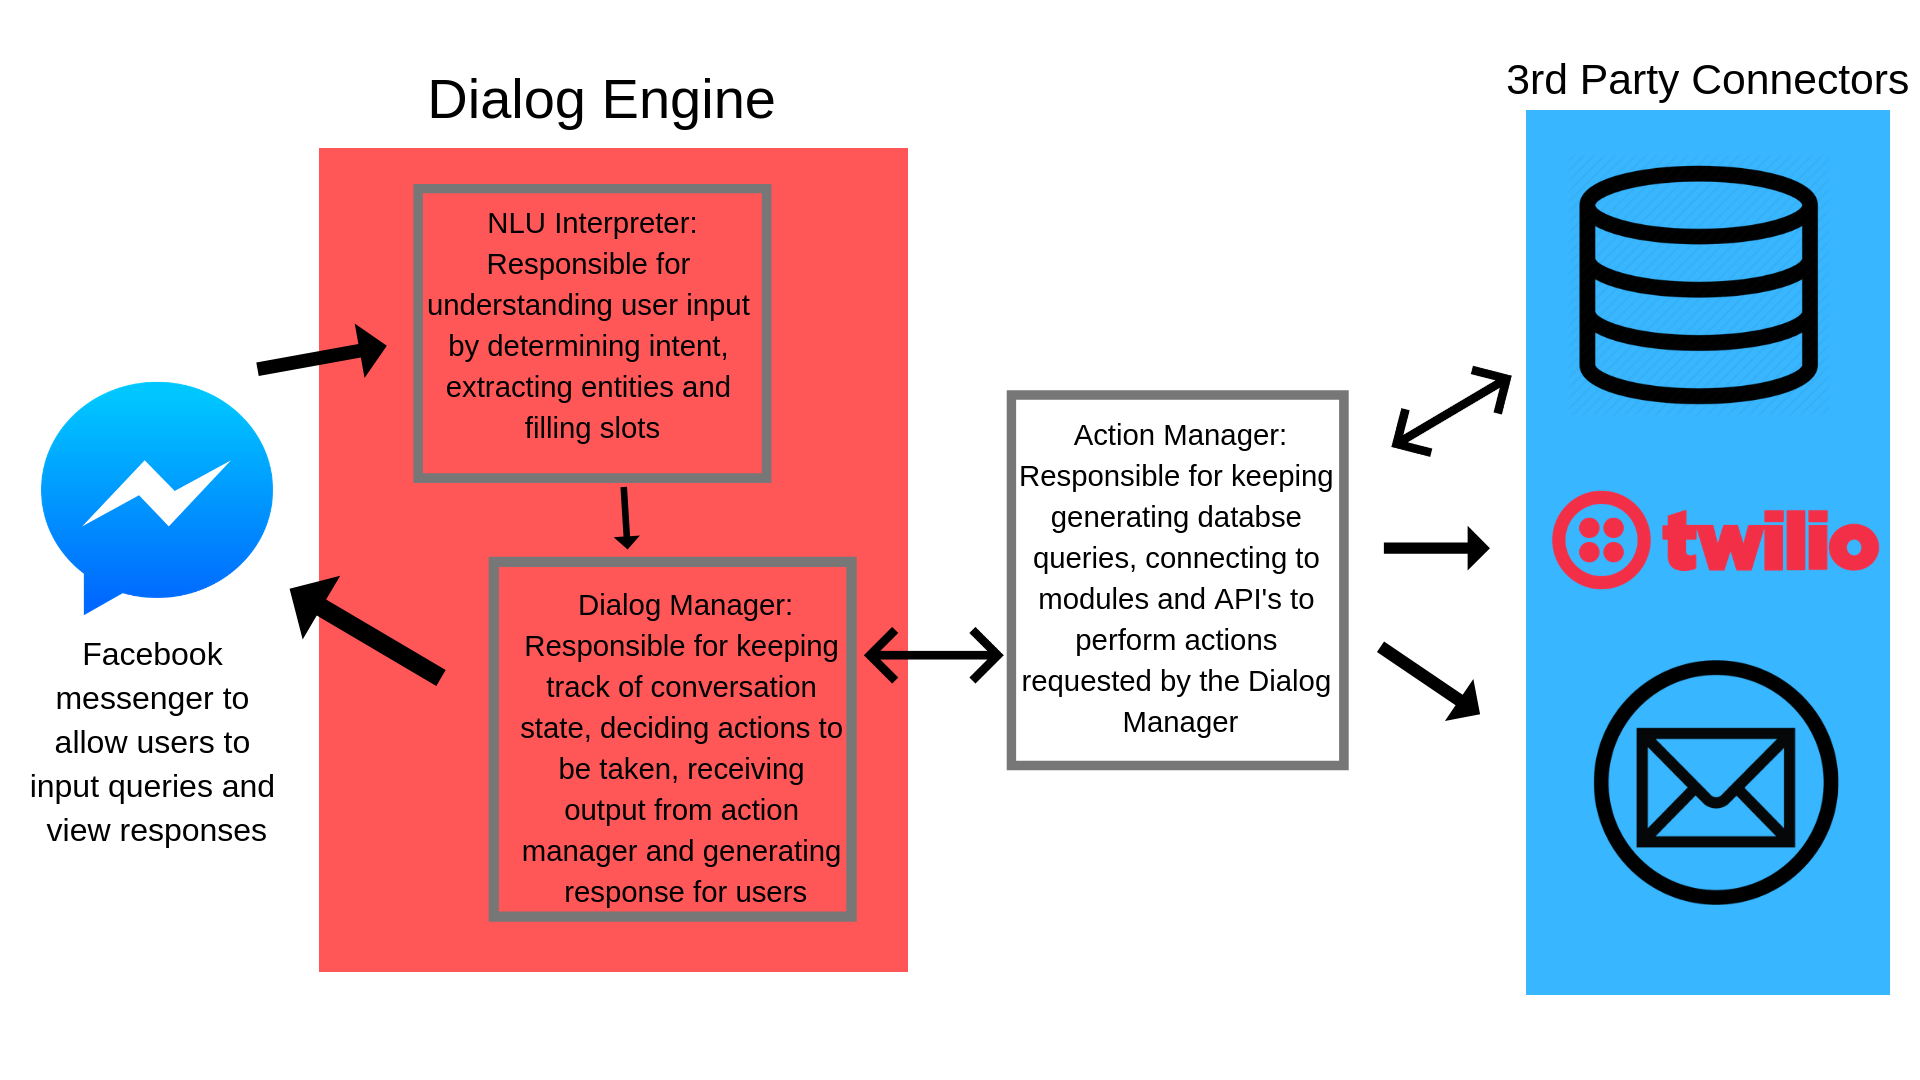 Dialog Engine
3rd Party Connectors
NLU Interpreter:
Responsible for
understanding user input
by determining intent,
extracting entities and
filling slots
Facebook
messenger to
allow users to
input queries and
view responses
Dialog Manager:
Responsible for keeping
track of conversation
state, deciding actions to
be taken, receiving
output from action
manager and generating
response for users
Action Manager:
Responsible for keeping
generating databse
queries, connecting to
modules and API's to
perform actions
requested by the Dialog
Manager
twilio